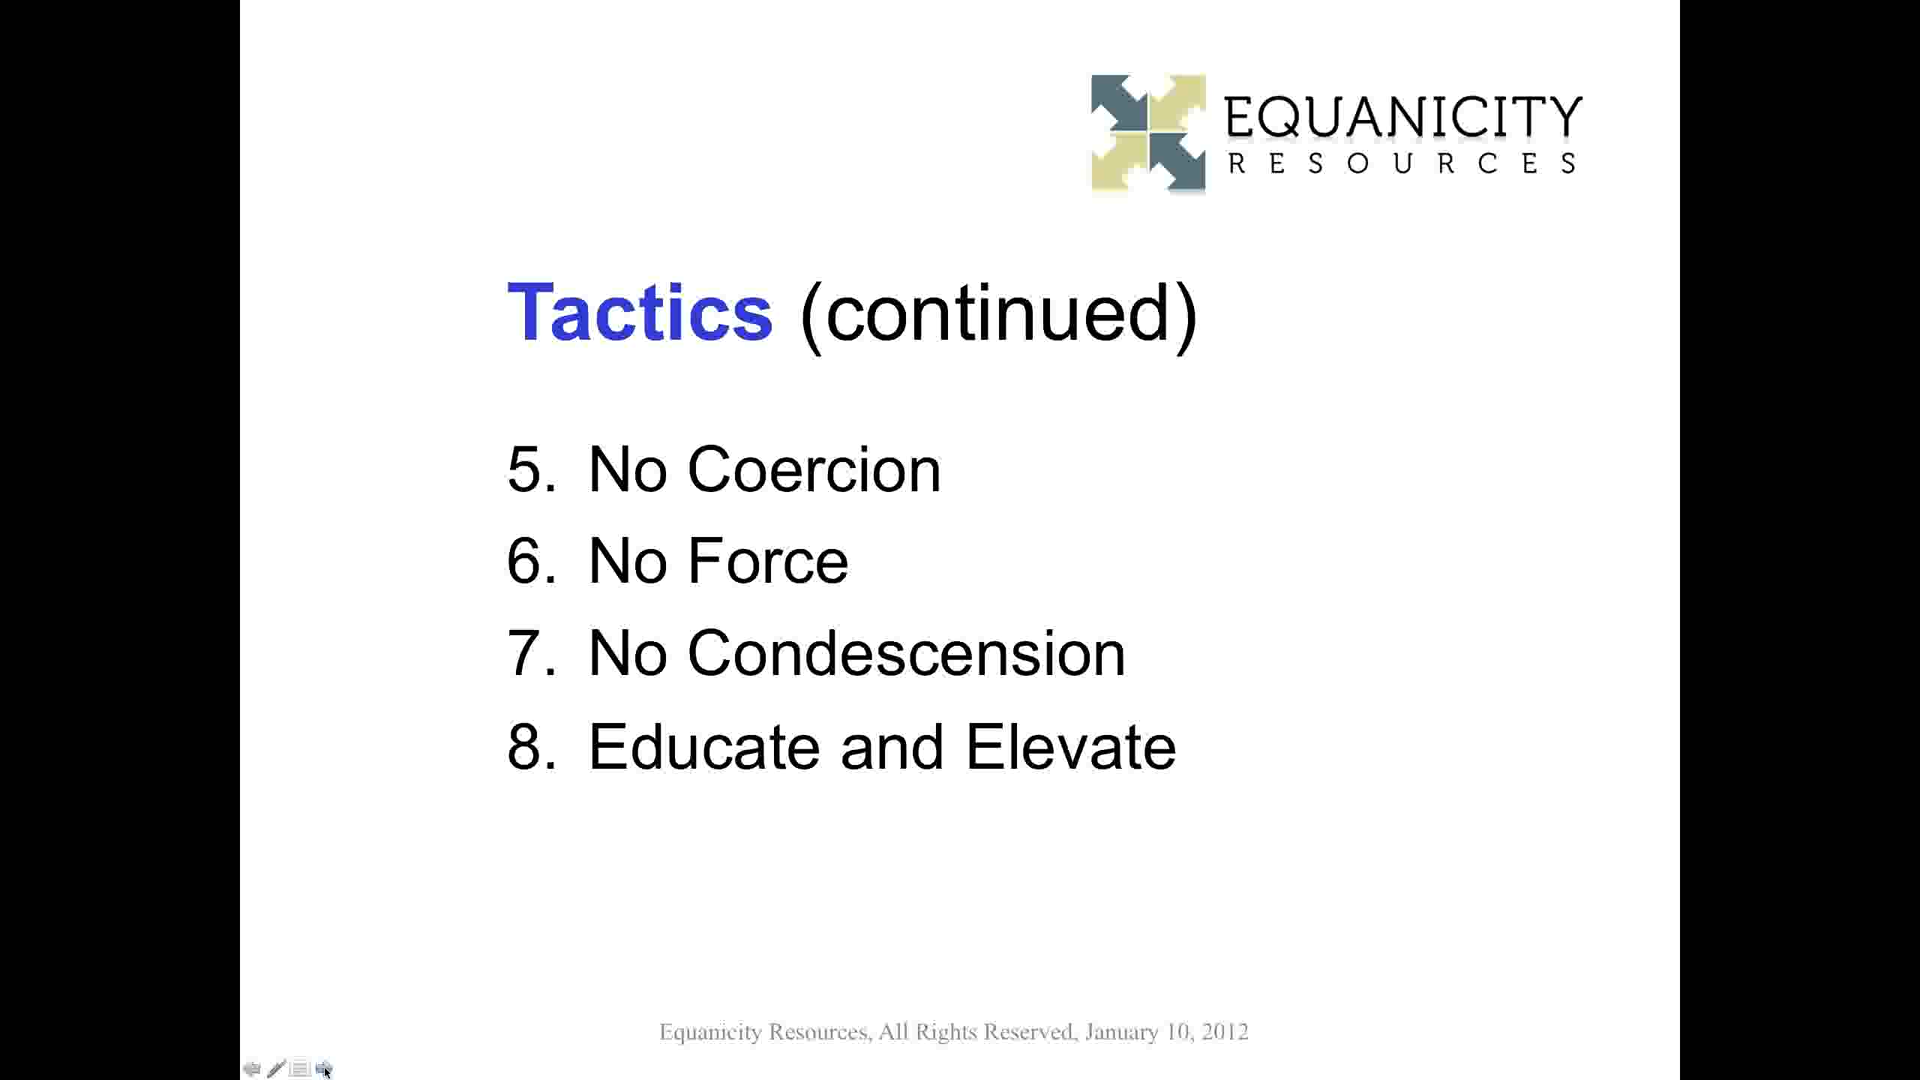 EQUANICITY
RESOURCES
Tactics (continued)
5. No Coercion
6. No Force
7. No Condescension
8. Educate and Elevate
Equanicity Resources, All Rights Reserved, January 10, 2012